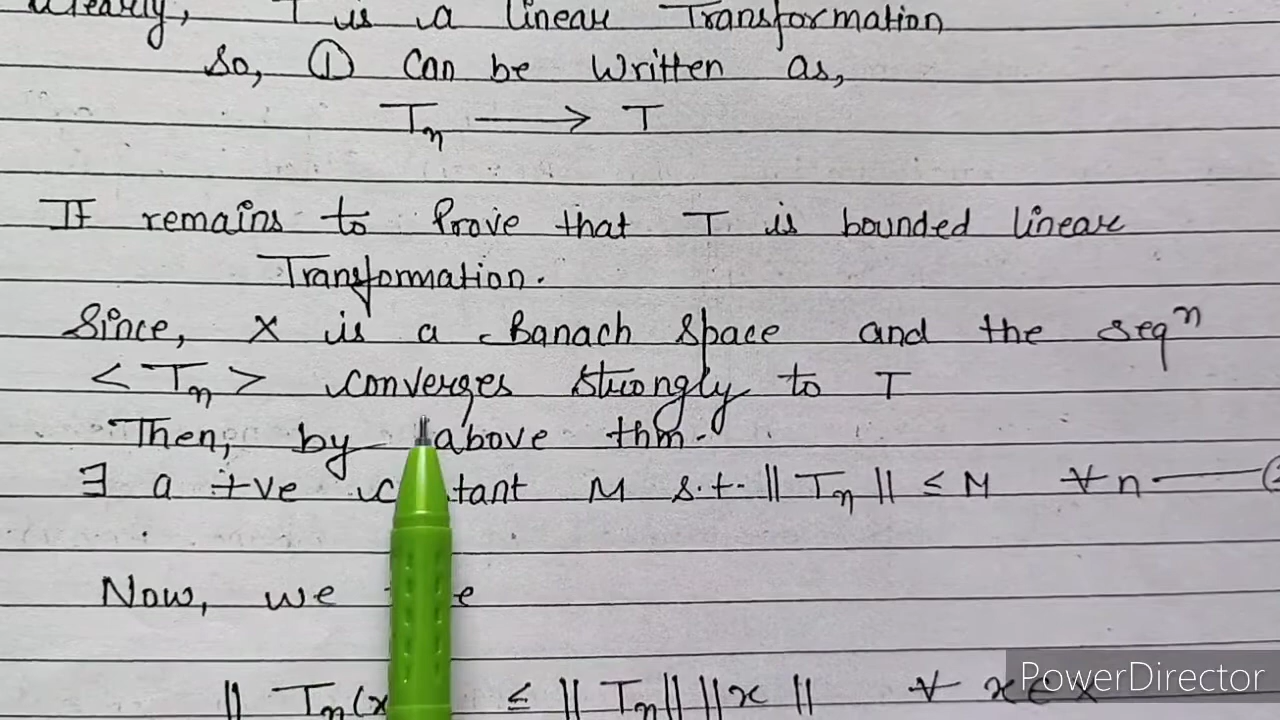 Clearly, T is a linear Transformation
So, ① Can be Written as,
Tₙ ⟶ T
It remains to Prove that T is bounded linear
Transformation.
Since, X is a Banach Space and the seqⁿ
< Tₙ > converges strongly to T
Then, by above thm.
∃ a +ve constant M s.t. || Tₙ || ≤ M ∀ n —
Now, we
|| Tₙ(x ≤ || Tₙ || || x || ∀ x ∈ X
PowerDirector